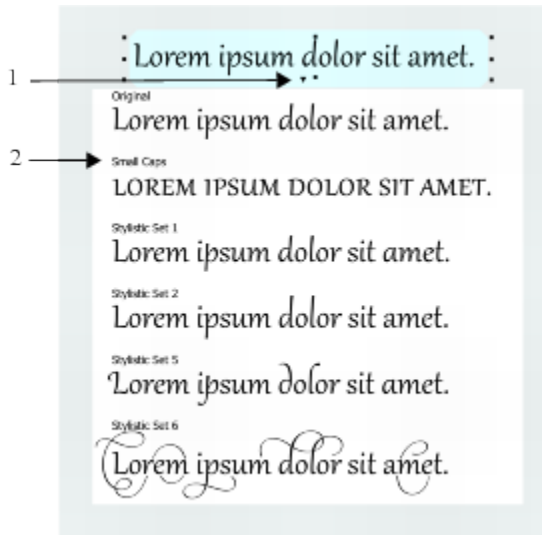 Lorem ipsum dolor sit amet.
1
Original
Lorem ipsum dolor sit amet.
2
Small Caps
LOREM IPSUM DOLOR SIT AMET.
Stylistic Set 1
Lorem ipsum dolor sit amet.
Stylistic Set 2
Lorem ipsum dolor sit amet.
Stylistic Set 5
Lorem ipsum dolor sit amet.
Stylistic Set 6
Lorem ipsum dolor sit amet.